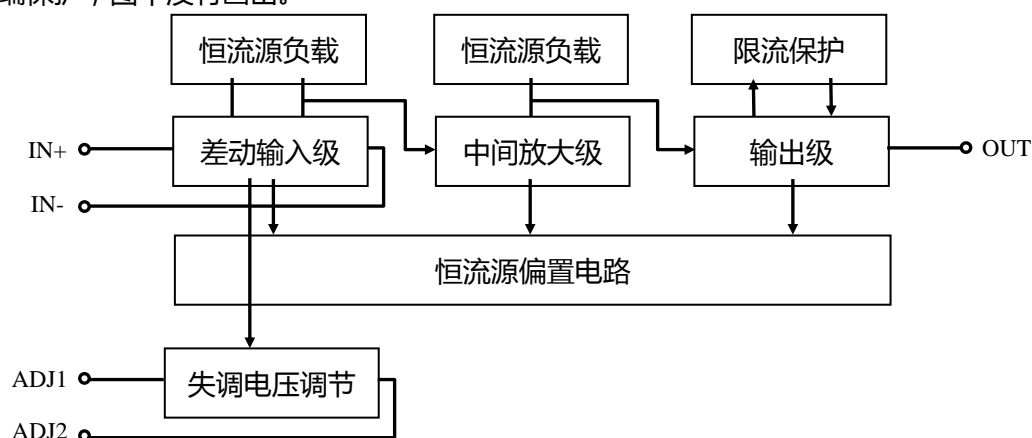 恒流源负载 恒流源负载 限流保护
IN+ 差动输入级 中间放大级 输出级 OUT
IN-
恒流源偏置电路
ADJ1 失调电压调节
ADJ2